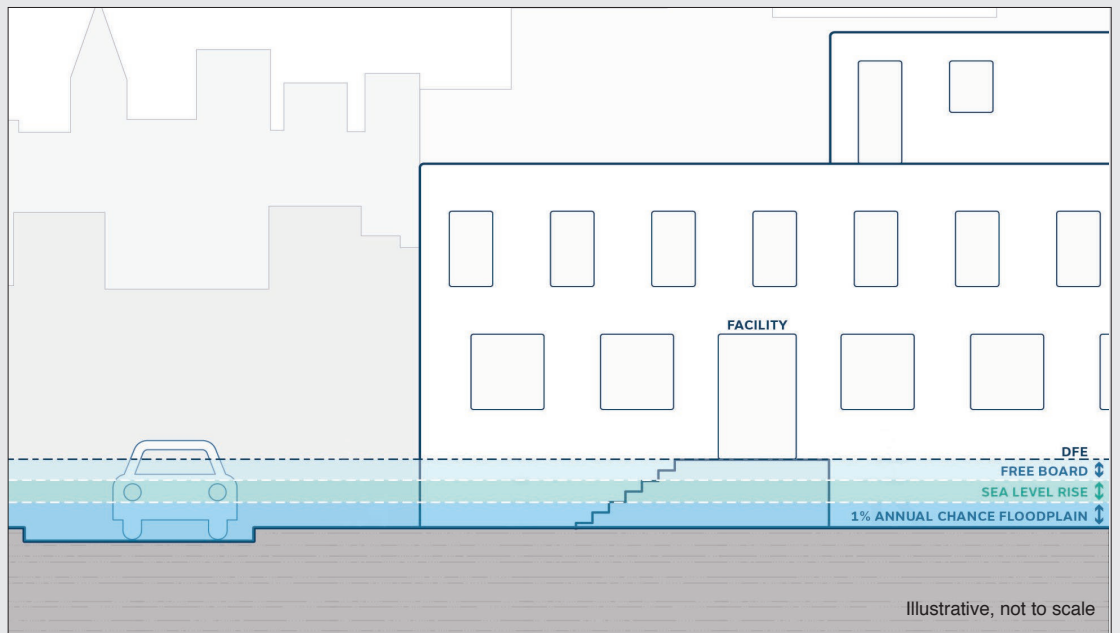 FACILITY
DFE
FREE BOARD
SEA LEVEL RISE
1% ANNUAL CHANCE FLOODPLAIN
Illustrative, not to scale